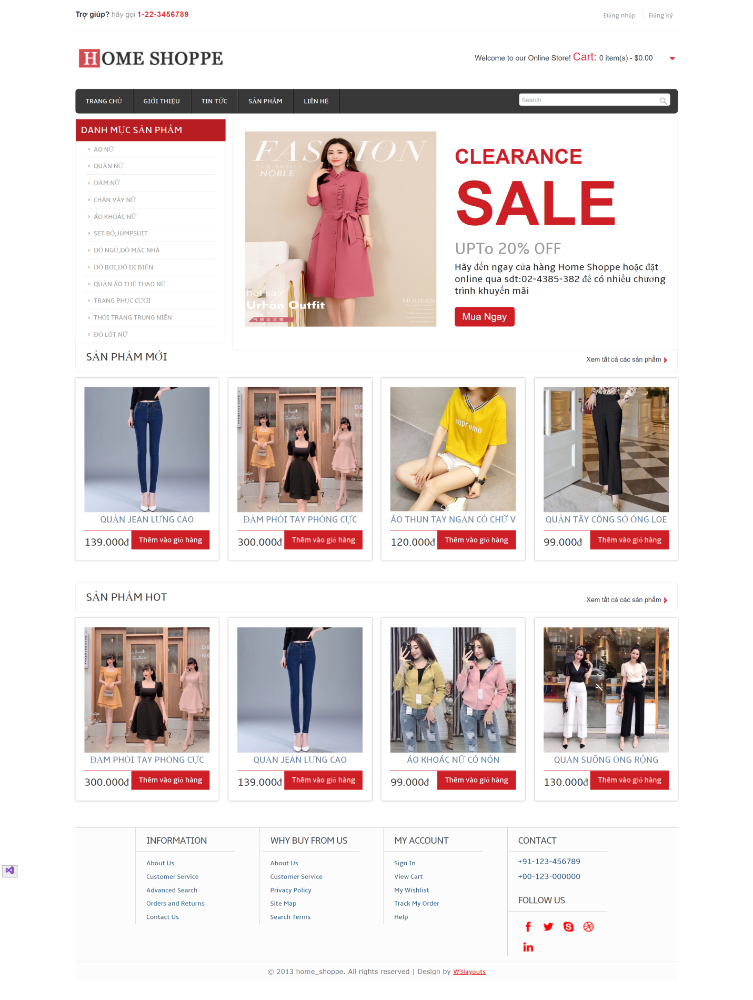 Trợ giúp? hãy gọi 1-22-3456789
Đăng nhập
Đăng ký
HOME SHOPPE
Welcome to our Online Store! Cart: 0 item(s) - $0.00
TRANG CHỦ
GIỚI THIỆU
TIN TỨC
SẢN PHẨM
LIÊN HỆ
Search
DANH MỤC SẢN PHẨM
ÁO NỮ
QUẦN NỮ
ĐẦM NỮ
CHÂN VÁY NỮ
ÁO KHOÁC NỮ
SET BỘ,JUMPSUIT
ĐỒ NGỦ,ĐỒ MẶC NHÀ
ĐỒ BƠI,ĐỒ ĐI BIỂN
QUẦN ÁO THỂ THAO NỮ
TRANG PHỤC CƯỚI
THỜI TRANG TRUNG NIÊN
ĐỒ LÓT NỮ
FASHION
NEW ARRIVA
NOBLE
hot sale
Urban Outfit
MODERN
气质连衣裙
CLEARANCE
SALE
UPTo 20% OFF
Hãy đến ngay cửa hàng Home Shoppe hoặc đặt
online qua sdt:02-4385-382 để có nhiều chương
trình khuyến mãi
Mua Ngay
SẢN PHẨM MỚI
Xem tất cả các sản phẩm
supremo
QUẦN JEAN LƯNG CAO
139.000đ
Thêm vào giỏ hàng
ĐẦM PHỐI TAY PHỒNG CỰC
300.000đ
Thêm vào giỏ hàng
ÁO THUN TAY NGẮN CỔ CHỮ V
120.000đ
Thêm vào giỏ hàng
QUẦN TÂY CÔNG SỞ ỐNG LOE
99.000đ
Thêm vào giỏ hàng
SẢN PHẨM HOT
Xem tất cả các sản phẩm
ĐẦM PHỐI TAY PHỒNG CỰC
300.000đ
Thêm vào giỏ hàng
QUẦN JEAN LƯNG CAO
139.000đ
Thêm vào giỏ hàng
ÁO KHOÁC NỮ CÓ NÓN
99.000đ
Thêm vào giỏ hàng
QUẦN SUÔNG ỐNG RỘNG
130.000đ
Thêm vào giỏ hàng
INFORMATION
About Us
Customer Service
Advanced Search
Orders and Returns
Contact Us
WHY BUY FROM US
About Us
Customer Service
Privacy Policy
Site Map
Search Terms
MY ACCOUNT
Sign In
View Cart
My Wishlist
Track My Order
Help
CONTACT
+91-123-456789
+00-123-000000
FOLLOW US
© 2013 home_shoppe. All rights reserved | Design by W3layouts